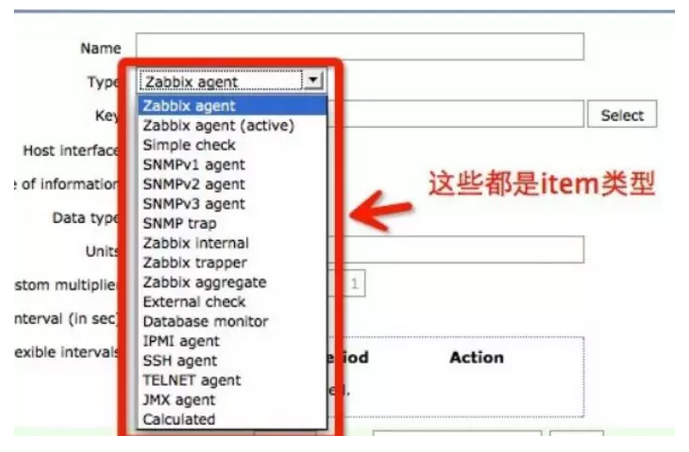 Name
Type
Zabbix agent
Zabbix agent
Key
Zabbix agent (active)
Select
Simple check
Host interface
SNMPv1 agent
of information
SNMPv2 agent
这些都是item类型
SNMPv3 agent
Data type
SNMP trap
Units
Zabbix internal
Zabbix trapper
stom multiplier
Zabbix aggregate
1
External check
nterval (in sec)
Database monitor
exible intervals
IPMI agent
SSH agent
Action
TELNET agent
JMX agent
Calculated